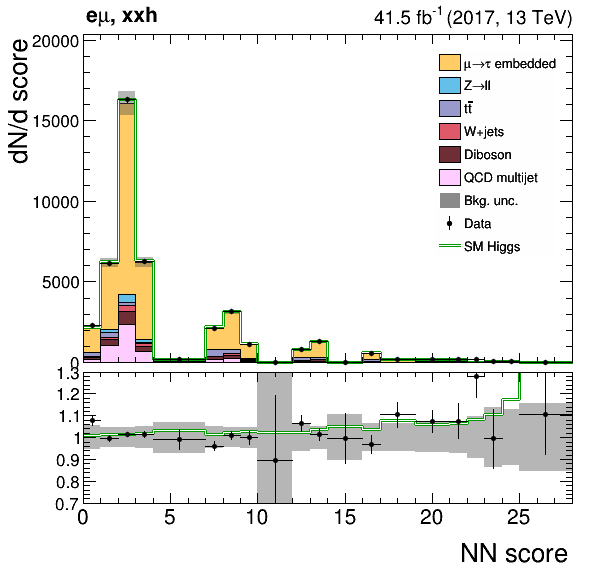 eμ, xxh
41.5 fb⁻¹ (2017, 13 TeV)
dN/d score
20000
15000
10000
5000
0
μ→τ embedded
Z→ll
tt̅
W+jets
Diboson
QCD multijet
Bkg. unc.
Data
SM Higgs
1.3
1.2
1.1
1
0.9
0.8
0.7
0 5 10 15 20 25
NN score